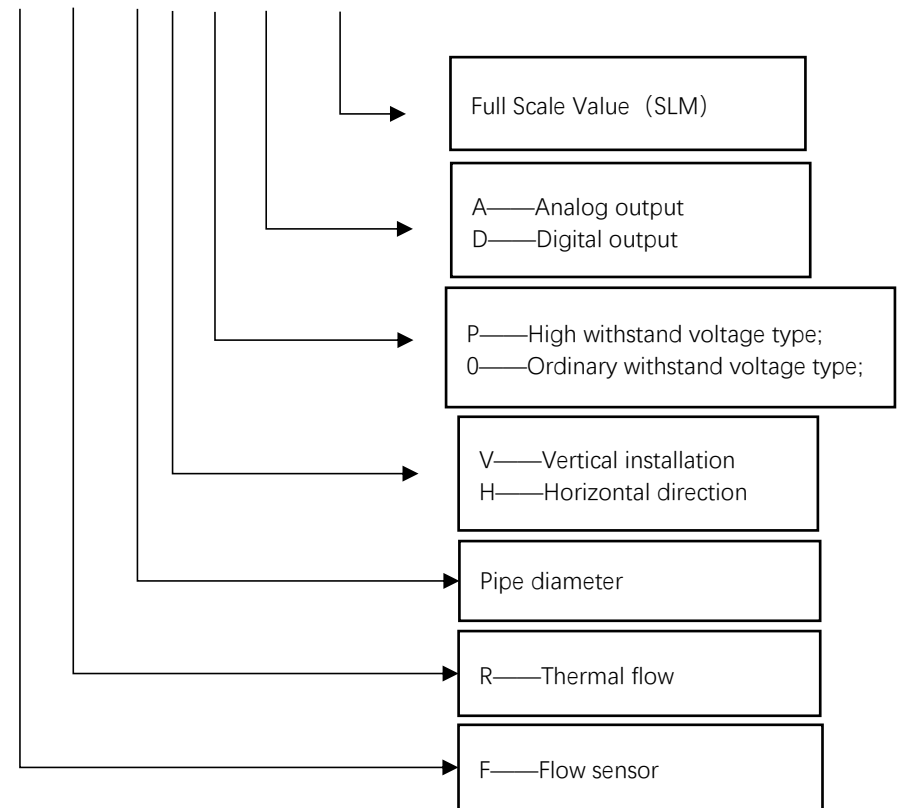 Full Scale Value（SLM）
A——Analog output
D——Digital output
P——High withstand voltage type;
0——Ordinary withstand voltage type;
V——Vertical installation
H——Horizontal direction
Pipe diameter
R——Thermal flow
F——Flow sensor